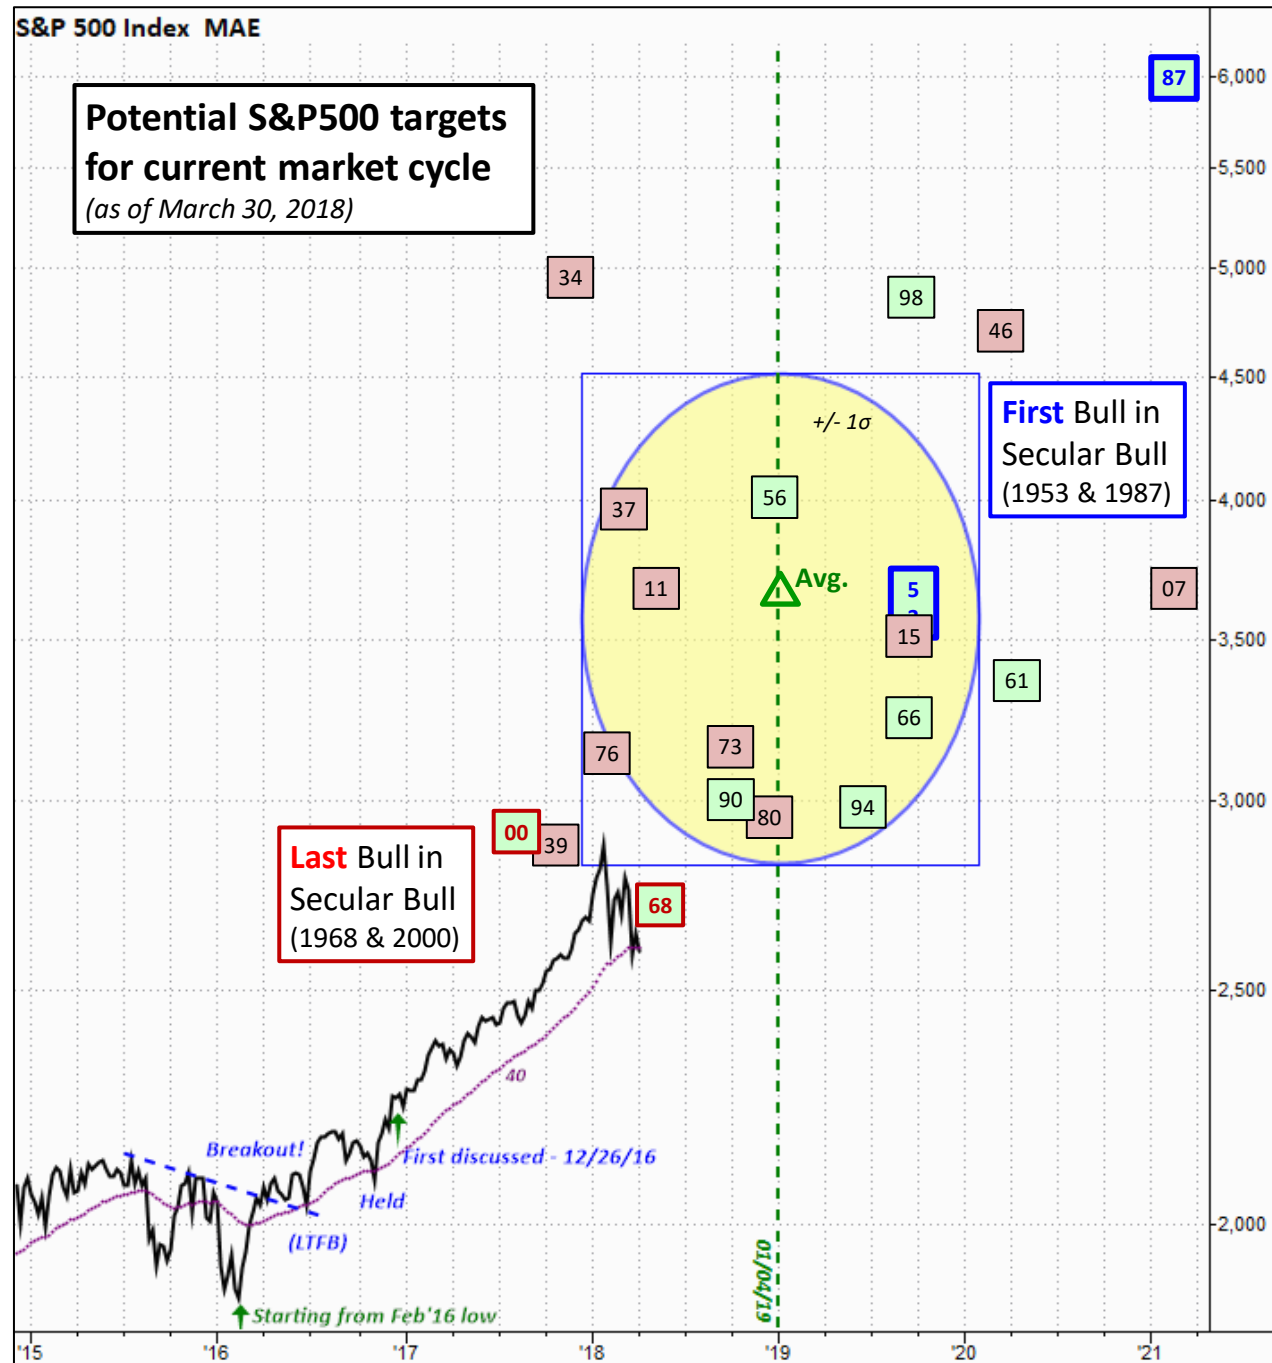 S&P 500 Index  MAE
Potential S&P500 targets
for current market cycle
(as of March 30, 2018)
6,000
5,500
5,000
4,500
4,000
3,500
3,000
2,500
2,000
87
34
98
46
First Bull in
Secular Bull
(1953 & 1987)
+/- 1σ
56
37
11
Avg.
5
07
15
61
66
73
76
90
80
94
00
39
Last Bull in
Secular Bull
(1968 & 2000)
68
40
Breakout!
First discussed - 12/26/16
Held
(LTFB)
Starting from Feb'16 low
01/04/19
'15
'16
'17
'18
'19
'20
'21